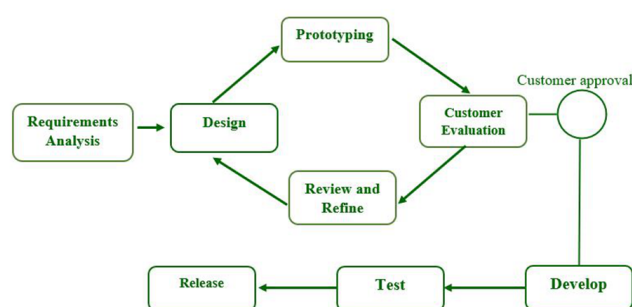 Prototyping
Customer approval
Requirements
Analysis
Design
Customer
Evaluation
Review and
Refine
Release
Test
Develop